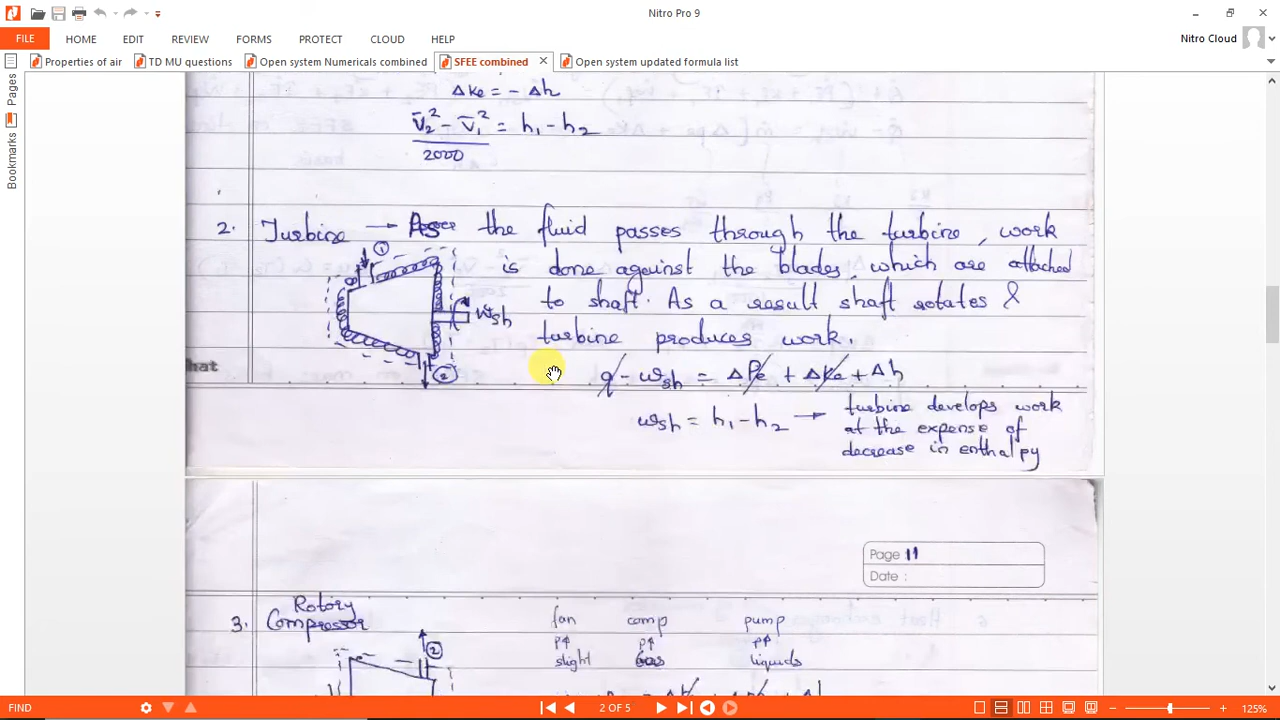 Nitro Pro 9
FILE HOME EDIT REVIEW FORMS PROTECT CLOUD HELP Nitro Cloud
Properties of air TD MU questions Open system Numericals combined SFEE combined Open system updated formula list
Pages
Bookmarks
Δke = - Δh
V̄₂² - V̄₁² = h₁ - h₂
2000
2. Turbine → As the fluid passes through the turbine, work
① is done against the blades, which are attached
to shaft. As a result shaft rotates &
Wsh turbine produces work.
hat ② q - wsh = ΔPe + Δke + Δh
wsh = h₁ - h₂ → turbine develops work
at the expense of
decrease in enthalpy
Page 11
Date :
3. Rotory
Compressor fan comp pump
② P↑ P↑ P↑
slight gas liquids
FIND 2 OF 5 125%